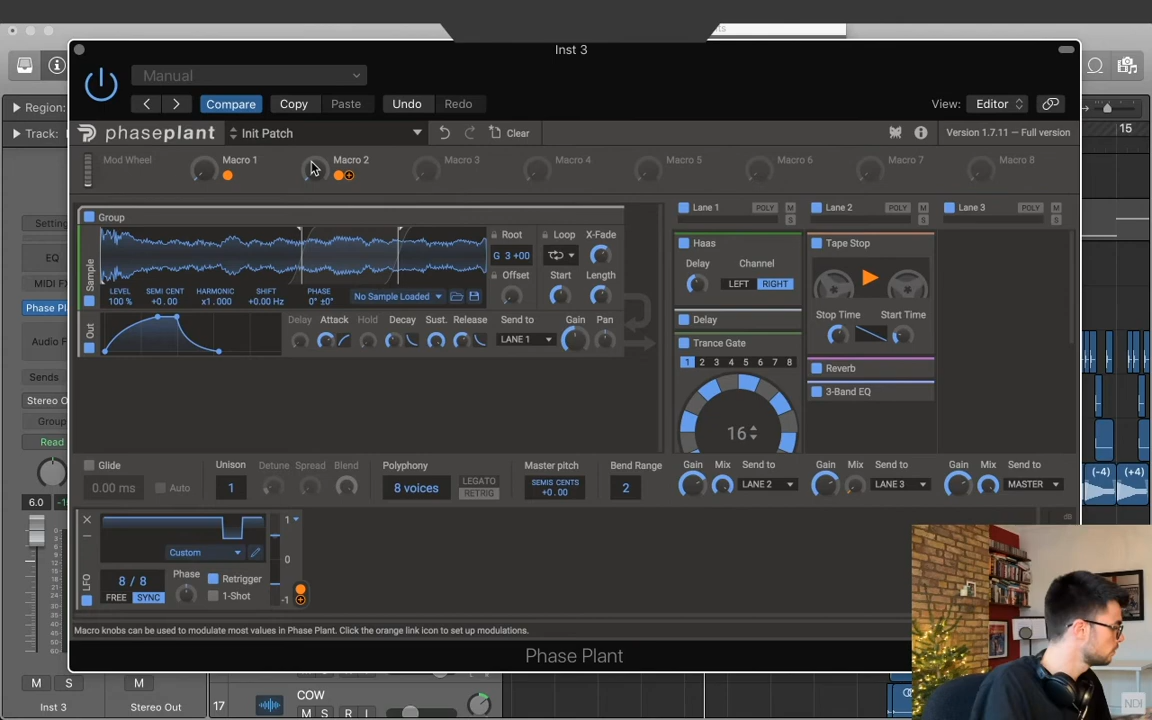 ts
Inst 3
Manual
Compare
Copy
Paste
Undo
Redo
View:
Editor
Region:
Track:
phaseplant
Init Patch
Clear
Version 1.7.11 — Full version
15
Mod Wheel
Macro 1
Macro 2
Macro 3
Macro 4
Macro 5
Macro 6
Macro 7
Macro 8
Group
Lane 1
POLY
M
S
Lane 2
POLY
M
S
Lane 3
POLY
M
S
Sample
Root
Loop
X-Fade
G 3 +00
Offset
Start
Length
LEVEL
100 %
SEMI CENT
+0.00
HARMONIC
x1.000
SHIFT
+0.00 Hz
PHASE
0° ±0°
No Sample Loaded
Out
Delay
Attack
Hold
Decay
Sust.
Release
Send to
LANE 1
Gain
Pan
Haas
Delay
Channel
LEFT
RIGHT
Delay
Trance Gate
1 2 3 4 5 6 7 8
16
Tape Stop
Stop Time
Start Time
Reverb
3-Band EQ
Glide
0.00 ms
Auto
Unison
1
Detune
Spread
Blend
Polyphony
8 voices
LEGATO
RETRIG
Master pitch
SEMIS CENTS
+0.00
Bend Range
2
Gain
Mix
Send to
LANE 2
Gain
Mix
Send to
LANE 3
Gain
Mix
Send to
MASTER
LFO
Custom
8 / 8
FREE
SYNC
Phase
Retrigger
1-Shot
1
0
-1
Macro knobs can be used to modulate most values in Phase Plant. Click the orange link icon to set up modulations.
Phase Plant
Setting
EQ
MIDI FX
Phase Pl
Audio F
Sends
Stereo O
Group
Read
6.0
M
S
M
Inst 3
Stereo Out
17
COW
M
S
R
I
(-4)
(+4)
NDI